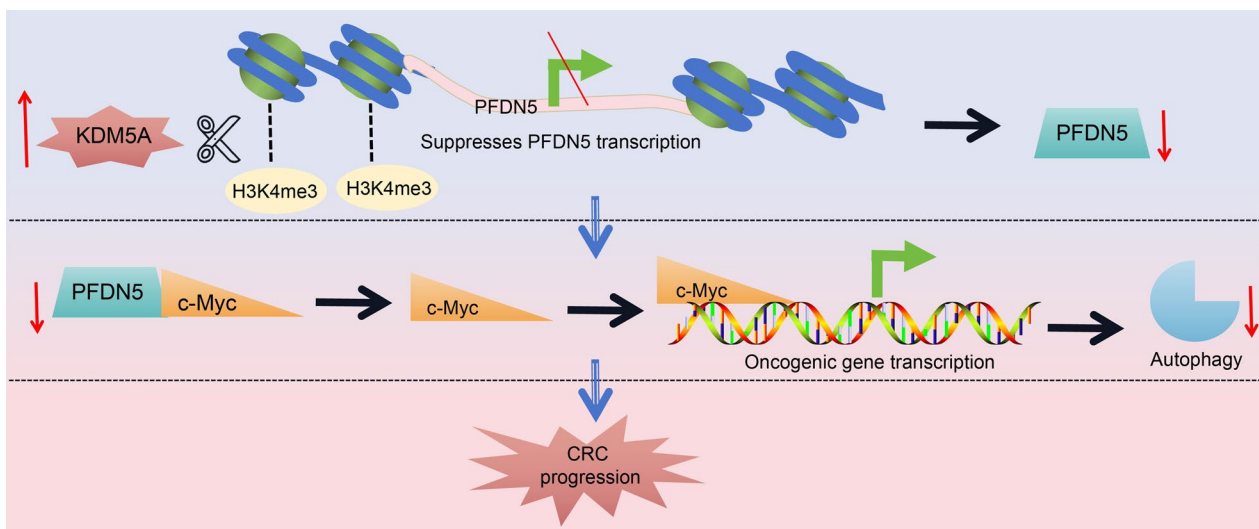 KDM5A
H3K4me3
H3K4me3
PFDN5
Suppresses PFDN5 transcription
PFDN5
PFDN5
c-Myc
c-Myc
c-Myc
Oncogenic gene transcription
Autophagy
CRC
progression